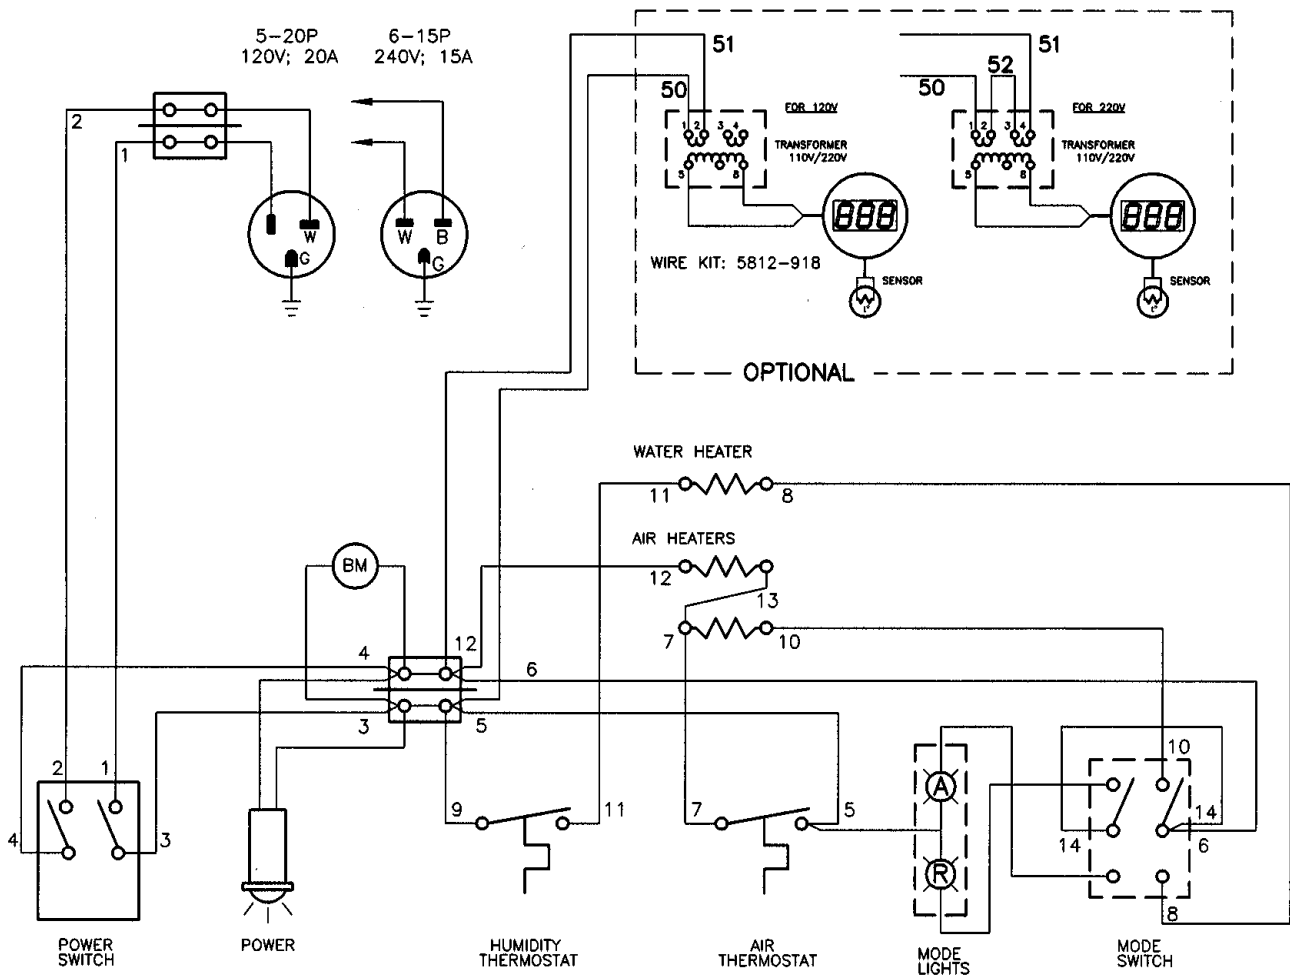 5-20P
120V; 20A
6-15P
240V; 15A
51
50
51
52
50
2
1
FOR 120V
FOR 220V
1 2 3 4
1 2 3 4
TRANSFORMER
110V/220V
TRANSFORMER
110V/220V
5 8
5 8
888
888
W
G
W B
G
WIRE KIT: 5812-918
SENSOR
SENSOR
t°
t°
OPTIONAL
WATER HEATER
11 8
AIR HEATERS
BM
12
13
7 10
4 12
6
3 5
10
2 1
A
9 11 7 5
14
4 3
14 6
R
8
POWER
SWITCH
POWER
HUMIDITY
THERMOSTAT
AIR
THERMOSTAT
MODE
LIGHTS
MODE
SWITCH